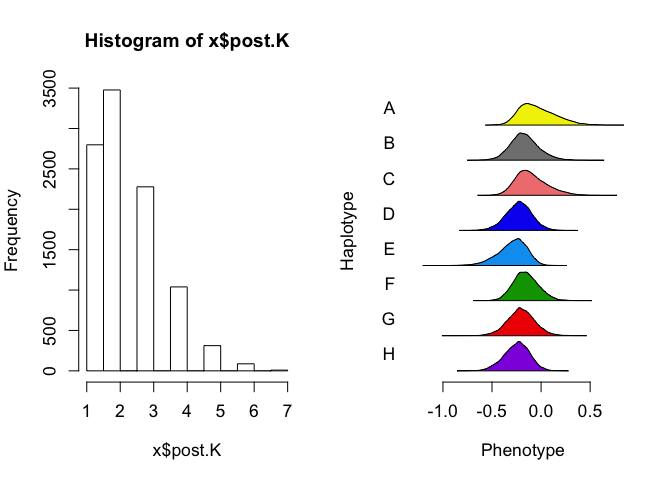 Histogram of x$post.K
Frequency
0
500
1500
2500
3500
1 2 3 4 5 6 7
x$post.K
Haplotype
A
B
C
D
E
F
G
H
-1.0 -0.5 0.0 0.5
Phenotype